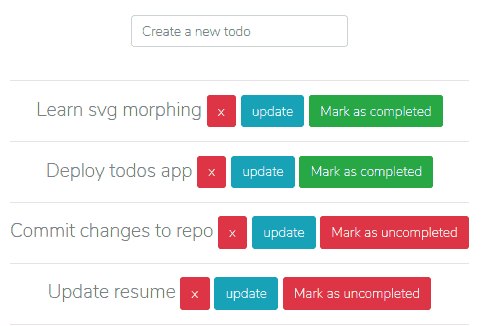 Create a new todo
Learn svg morphing x update Mark as completed
Deploy todos app x update Mark as completed
Commit changes to repo x update Mark as uncompleted
Update resume x update Mark as uncompleted